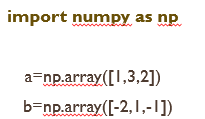 import numpy as np
a=np.array([1,3,2])
b=np.array([-2,1,-1])